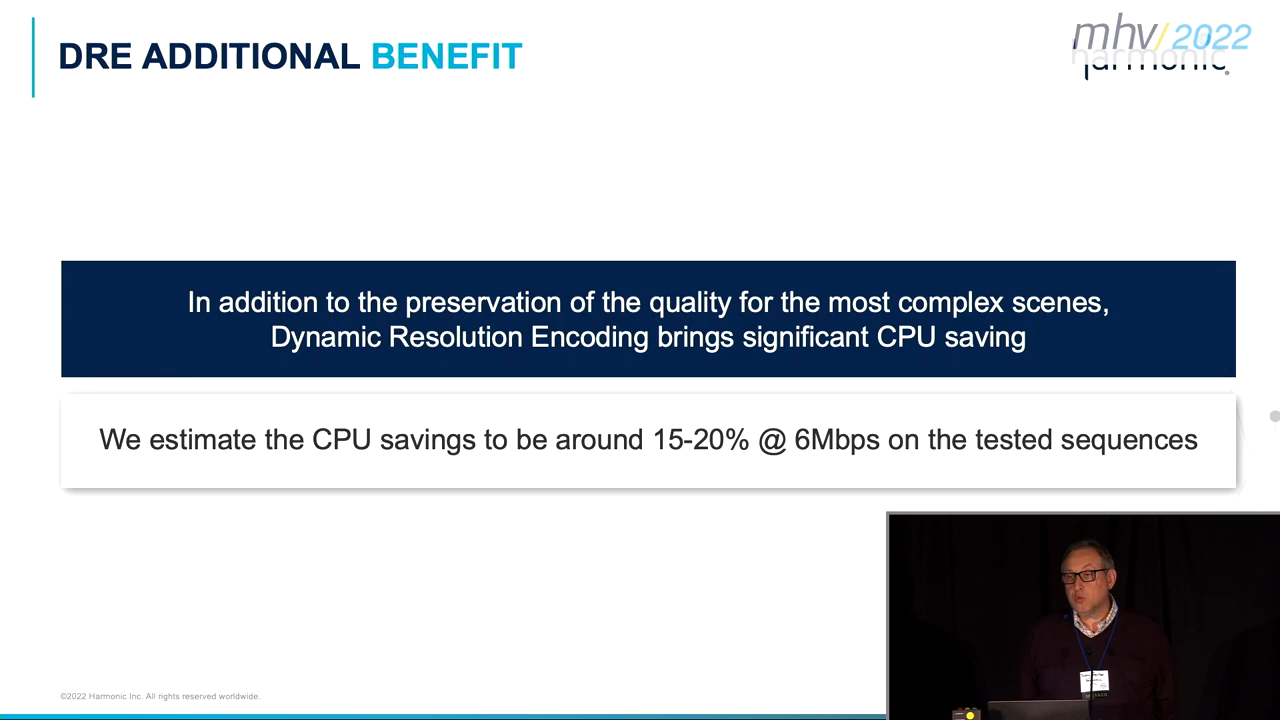 DRE ADDITIONAL BENEFIT
mhv/2022
harmonic
In addition to the preservation of the quality for the most complex scenes,
Dynamic Resolution Encoding brings significant CPU saving
We estimate the CPU savings to be around 15-20% @ 6Mbps on the tested sequences
©2022 Harmonic Inc. All rights reserved worldwide.